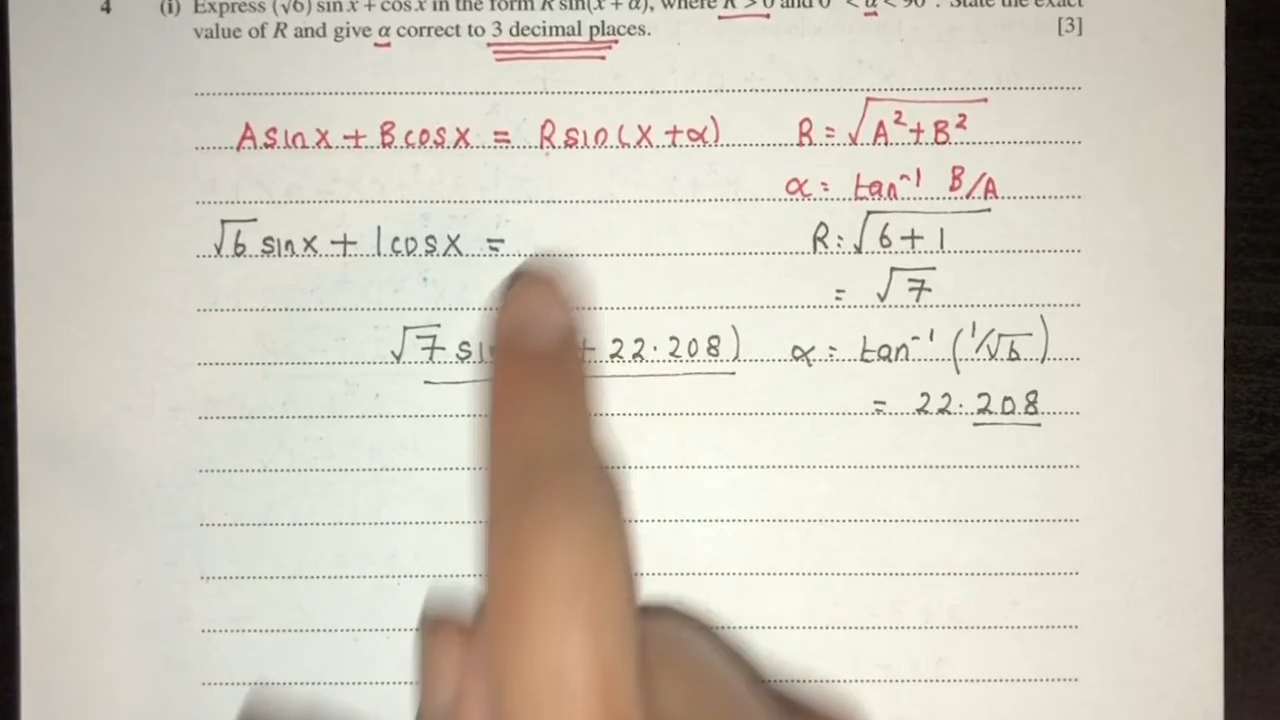 4 (i) Express (√6) sin x + cos x in the form R sin(x + α), where R > 0 and 0° < α < 90°. State the exact
value of R and give α correct to 3 decimal places. [3]
A sin x + B cos x = R sin(x + α) R = √A²+B²
α = tan⁻¹ B/A
√6 sin x + 1 cos x = R = √6+1
= √7
√7 + 22.208) α = tan⁻¹ (1/√6)
= 22.208